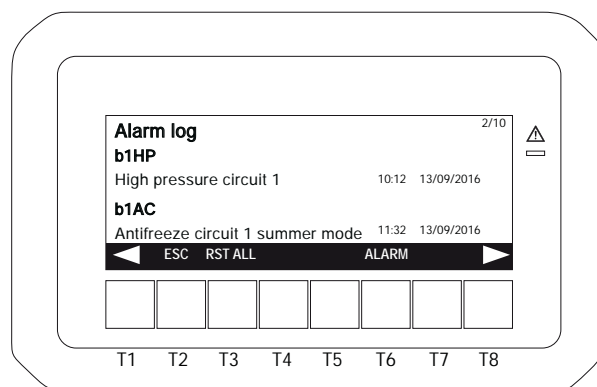 Alarm log 2/10
b1HP
High pressure circuit 1 10:12 13/09/2016
b1AC
Antifreeze circuit 1 summer mode 11:32 13/09/2016
ESC RST ALL ALARM
T1 T2 T3 T4 T5 T6 T7 T8